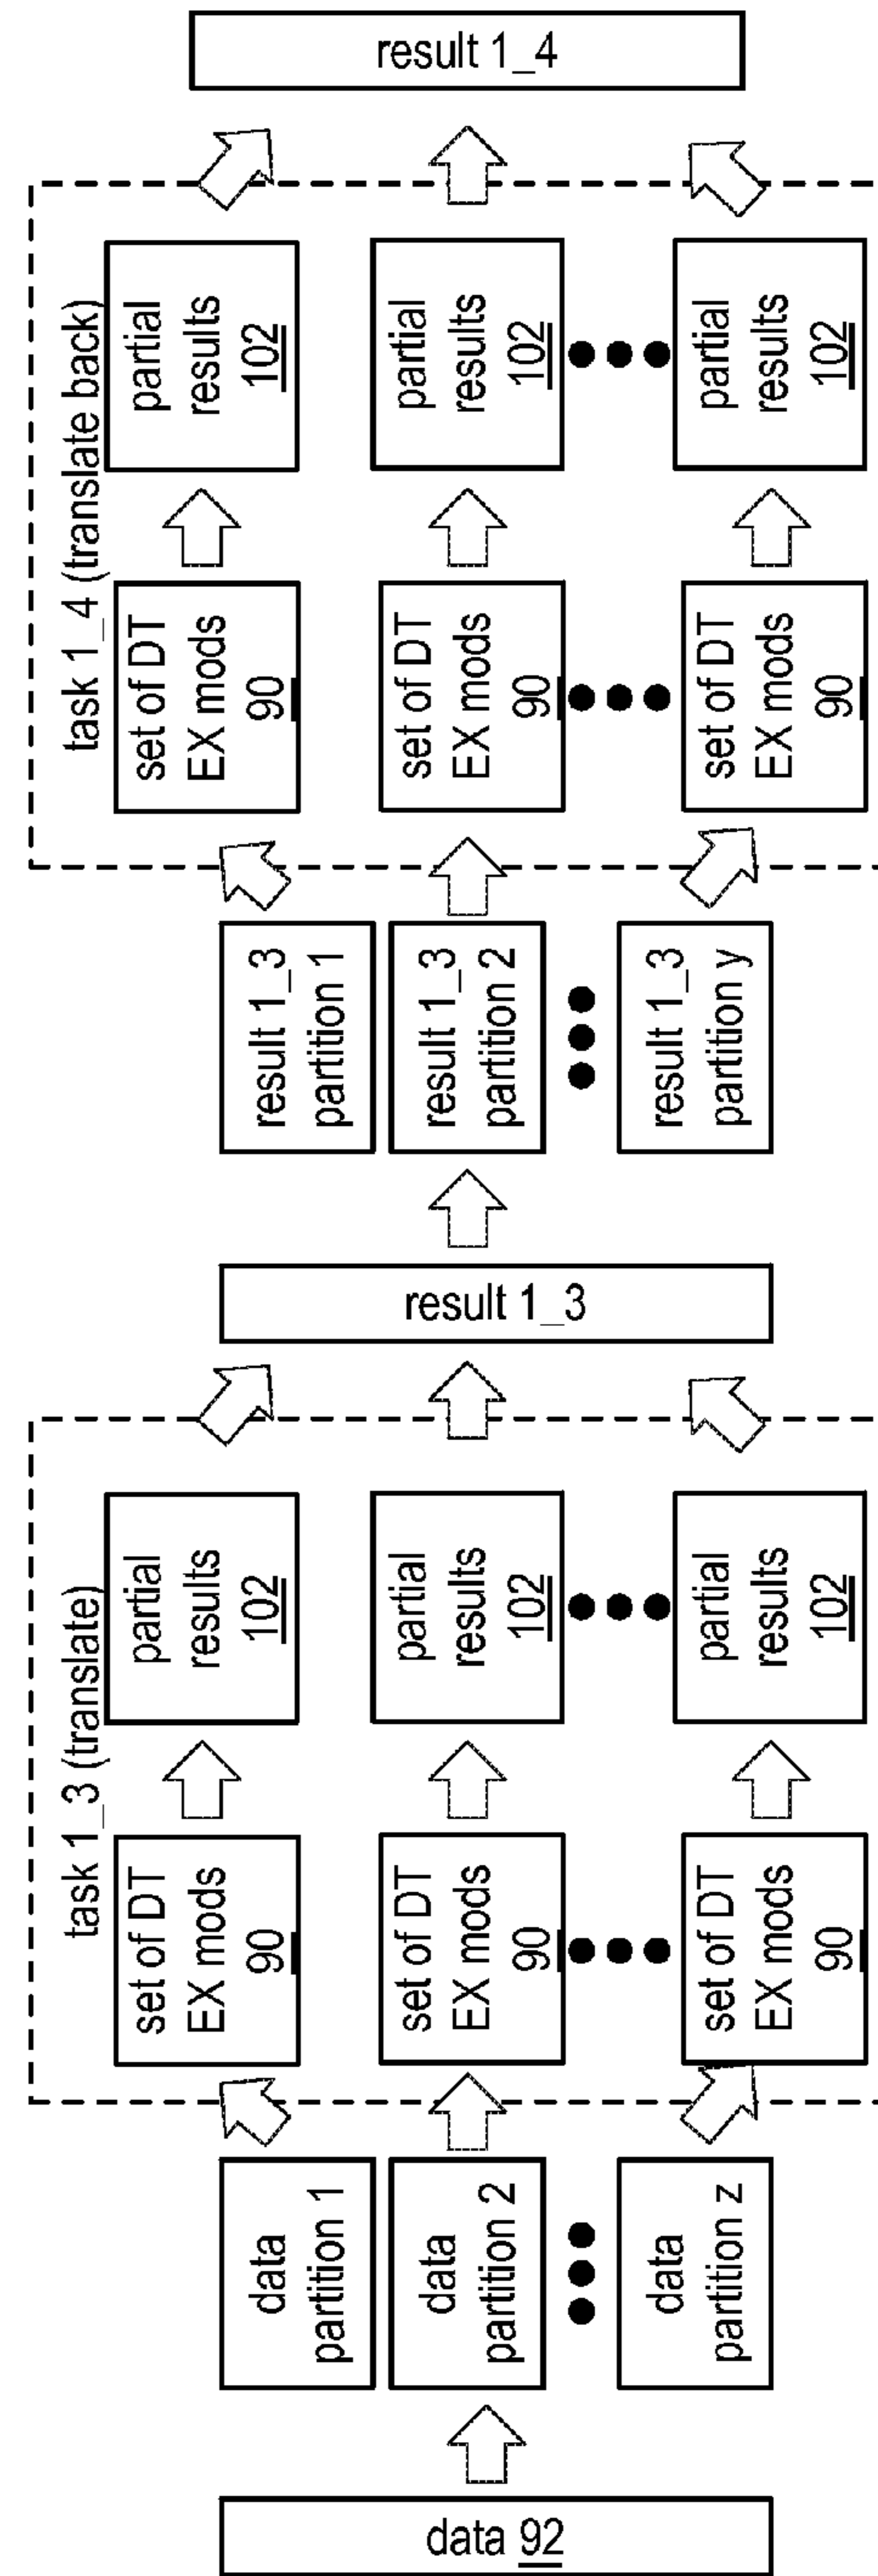 data 92
data
partition 1
data
partition 2
data
partition z
task 1_3 (translate)
set of DT
EX mods
90
set of DT
EX mods
90
set of DT
EX mods
90
partial
results
102
partial
results
102
partial
results
102
result 1_3
result 1_3
partition 1
result 1_3
partition 2
result 1_3
partition y
task 1_4 (translate back)
set of DT
EX mods
90
set of DT
EX mods
90
set of DT
EX mods
90
partial
results
102
partial
results
102
partial
results
102
result 1_4